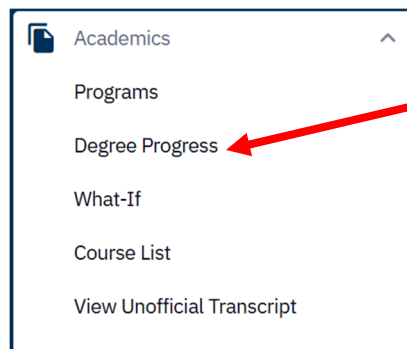 Academics
Programs
Degree Progress
What-If
Course List
View Unofficial Transcript